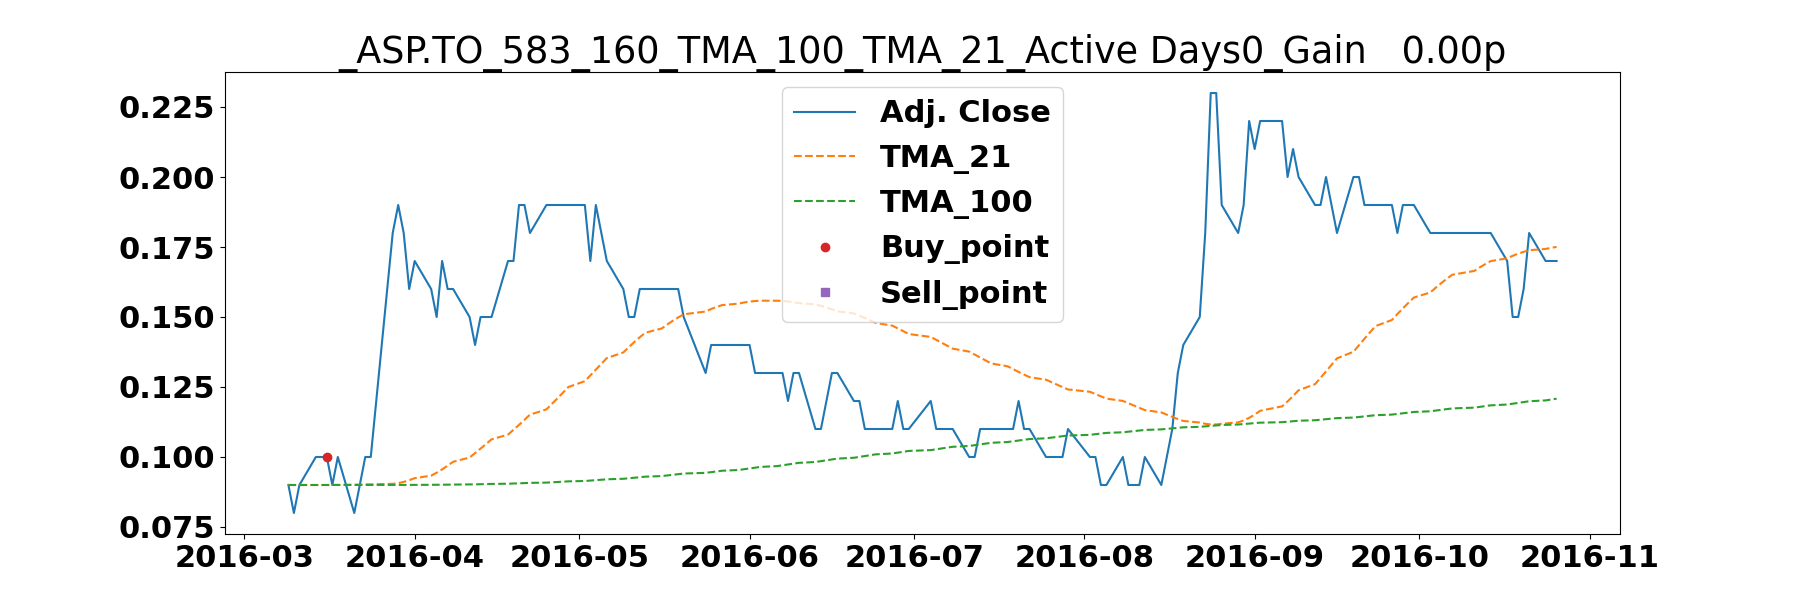 _ASP.TO_583_160_TMA_100_TMA_21_Active Days0_Gain   0.00p
0.225
0.200
0.175
0.150
0.125
0.100
0.075
Adj. Close
TMA_21
TMA_100
Buy_point
Sell_point
2016-03 2016-04 2016-05 2016-06 2016-07 2016-08 2016-09 2016-10 2016-11